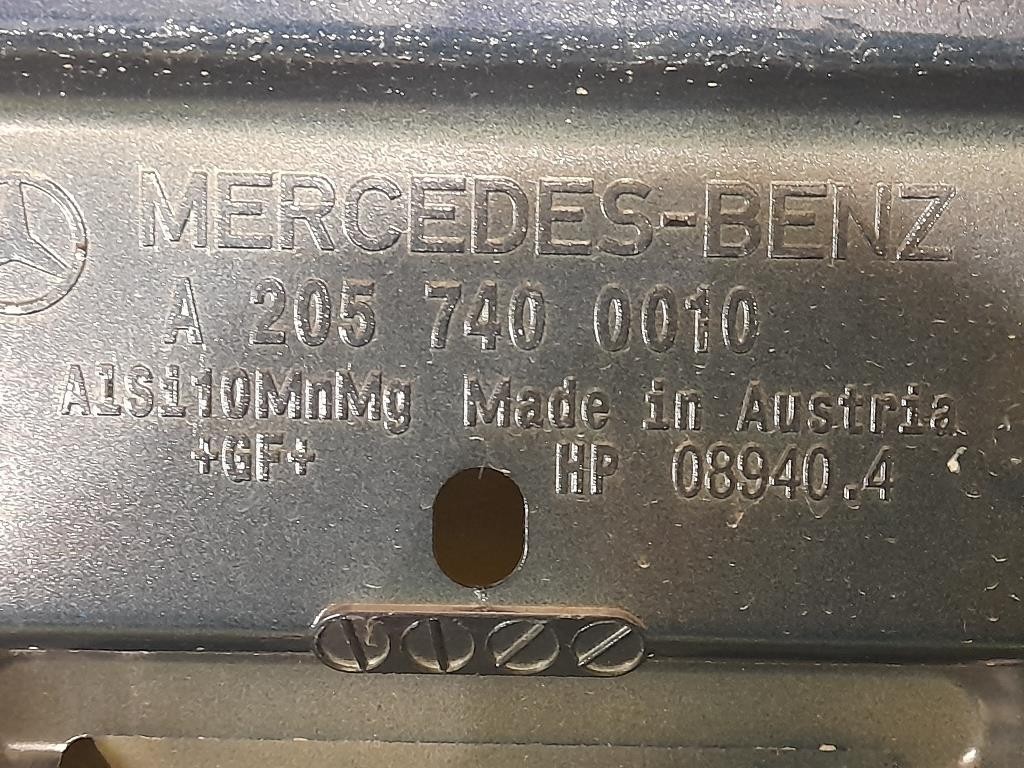 MERCEDES-BENZ
A 205 740 0010
AlSi10MnMg Made in Austria
+GF+ HP 08940.4